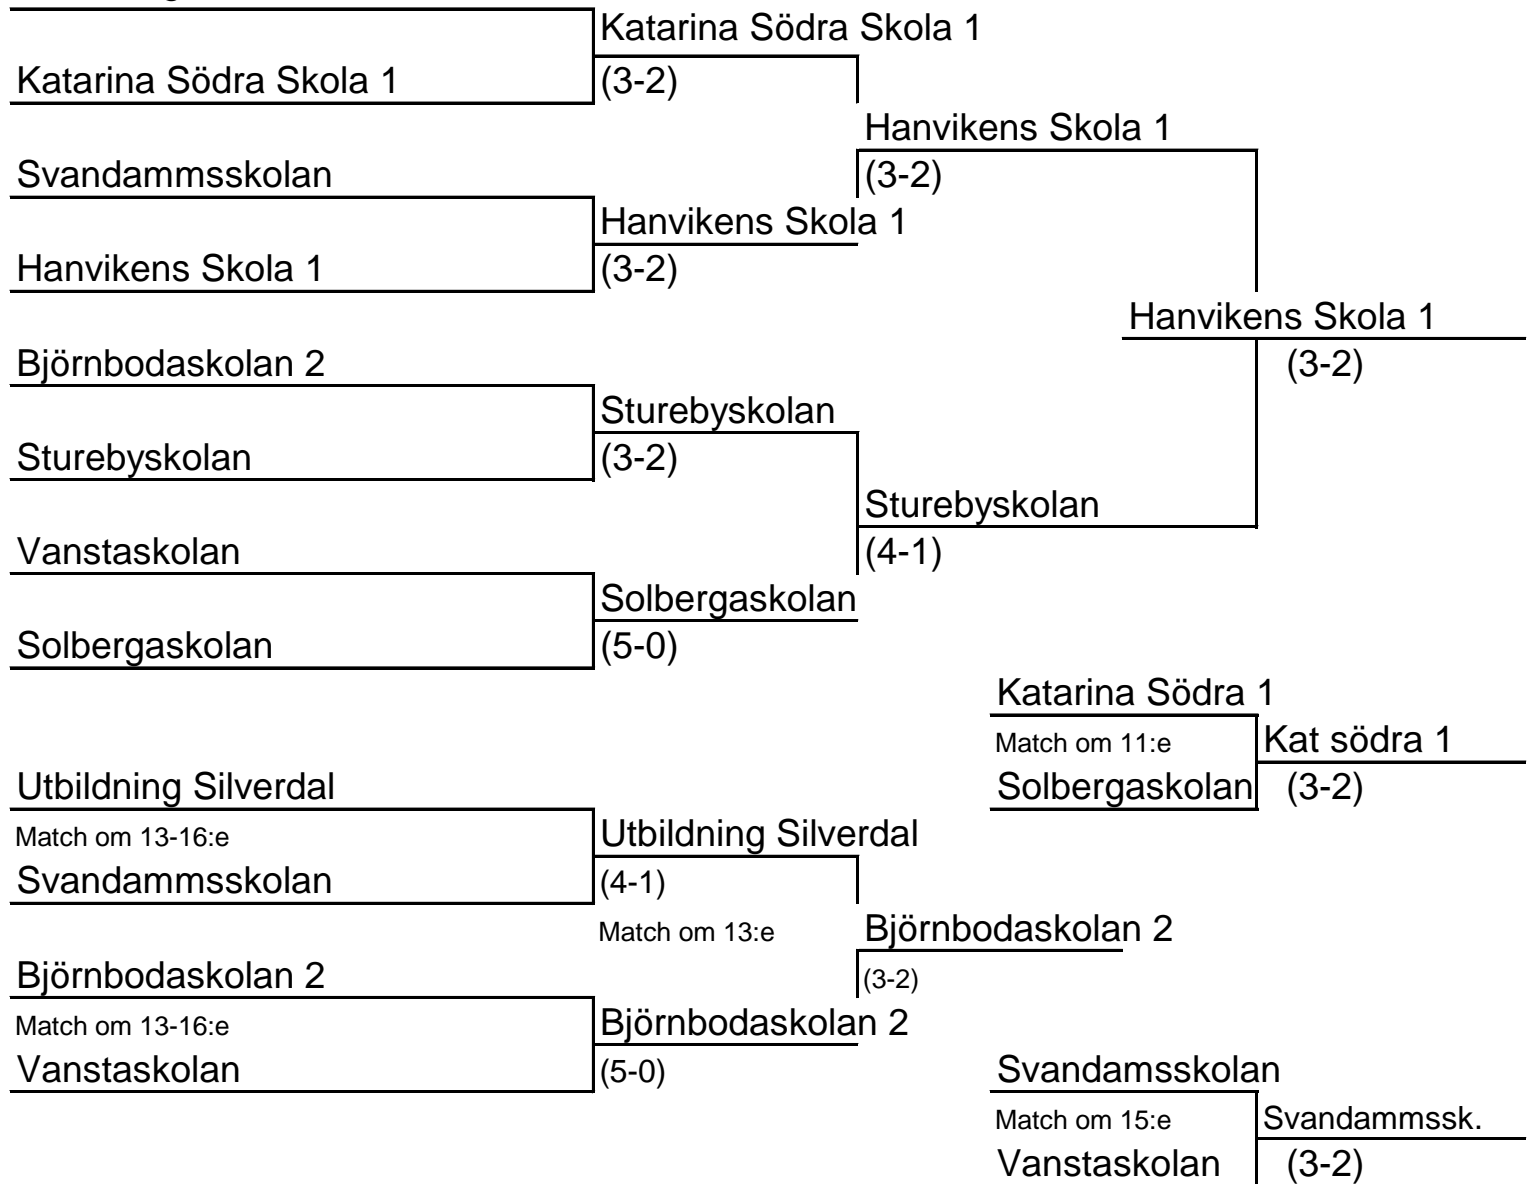 Katarina Södra Skola 1
Katarina Södra Skola 1 (3-2)
Hanvikens Skola 1
Svandammsskolan (3-2)
Hanvikens Skola 1
Hanvikens Skola 1 (3-2)
Hanvikens Skola 1
Björnbodaskolan 2 (3-2)
Sturebyskolan
Sturebyskolan (3-2)
Sturebyskolan
Vanstaskolan (4-1)
Solbergaskolan
Solbergaskolan (5-0)
Katarina Södra 1
Match om 11:e Kat södra 1
Utbildning Silverdal Solbergaskolan (3-2)
Match om 13-16:e Utbildning Silverdal
Svandammsskolan (4-1)
Match om 13:e Björnbodaskolan 2
Björnbodaskolan 2 (3-2)
Match om 13-16:e Björnbodaskolan 2
Vanstaskolan (5-0) Svandamsskolan
Match om 15:e Svandammssk.
Vanstaskolan (3-2)